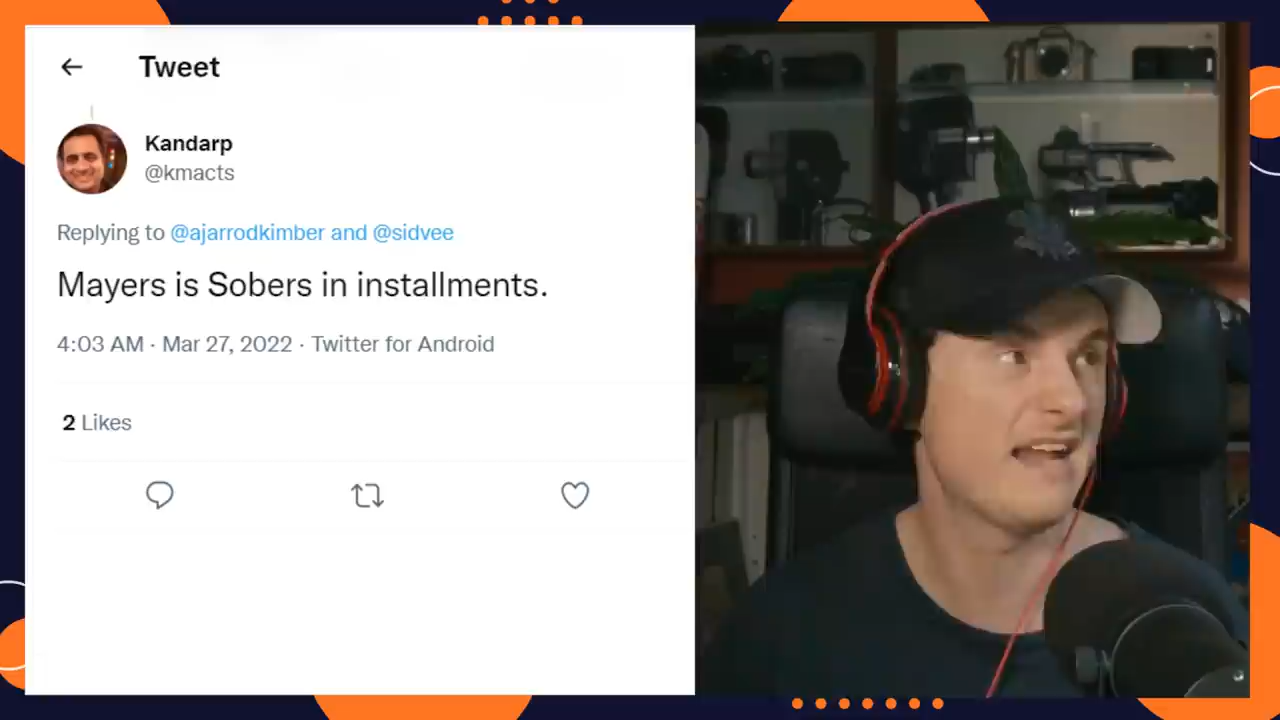 Tweet
Kandarp
@kmacts
Replying to @ajarrodkimber and @sidvee
Mayers is Sobers in installments.
4:03 AM · Mar 27, 2022 · Twitter for Android
2 Likes